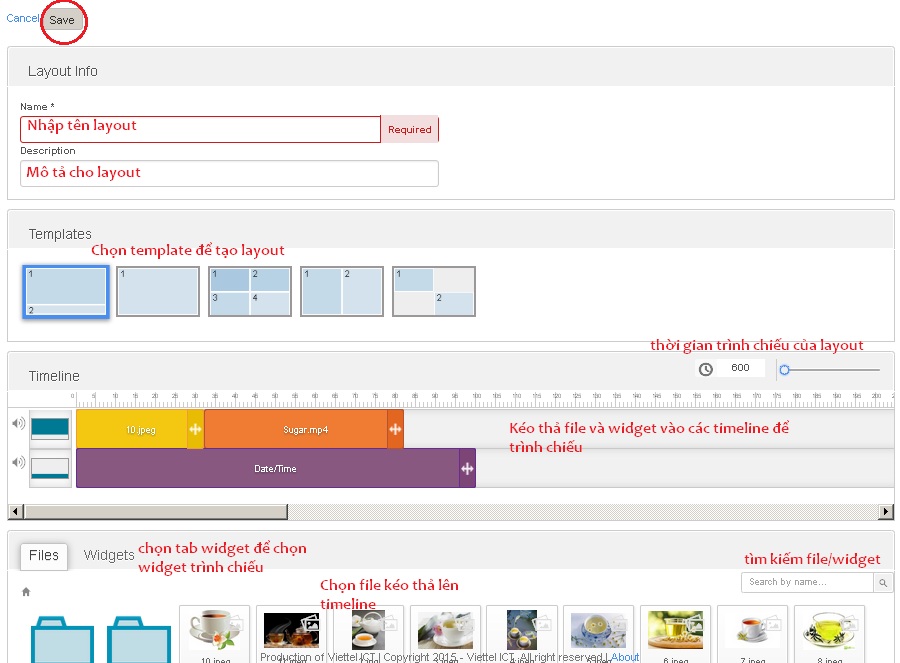 Cancel Save
Layout Info
Name *
Nhập tên layout Required
Description
Mô tả cho layout
Templates
Chọn template để tạo layout
1 1 1 2 1 2 1
2 3 4 2
thời gian trình chiếu của layout
Timeline 600
0 5 10 15 20 25 30 35 40 45 50 55 60 65 70 75 80 85 90 95 100 105 110 115 120 125 130 135 140 145 150 155 160 165 170 175 180 185 190 195 200
10.jpeg Sugar.mp4
Kéo thả file và widget vào các timeline để
trình chiếu
Date/Time
Files Widgets
chọn tab widget để chọn
widget trình chiếu
tìm kiếm file/widget
Search by name...
Chọn file kéo thả lên
timeline
10.jpeg 6.jpeg 7.jpeg 8.jpeg
Production of Viettel ICT | Copyright 2015 - Viettel ICT. All right reserved | About